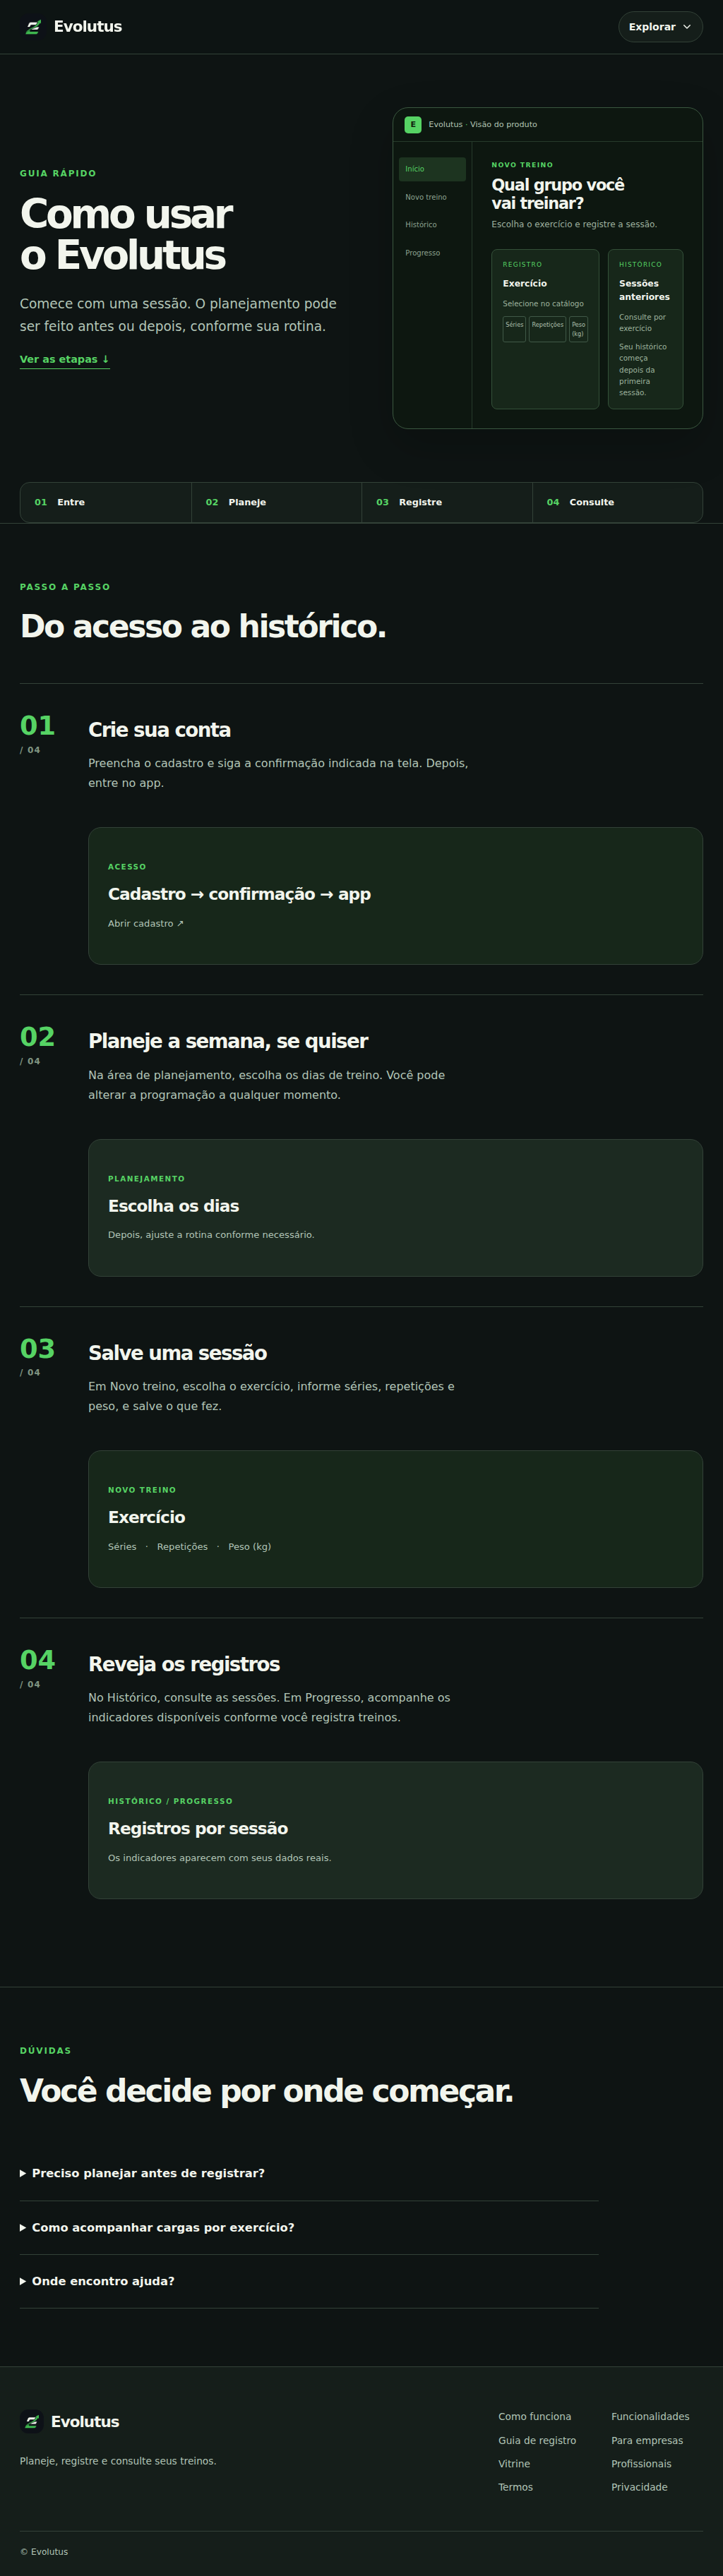 Evolutus
Explorar
GUIA RÁPIDO
Como usar
o Evolutus
Comece com uma sessão. O planejamento pode
ser feito antes ou depois, conforme sua rotina.
Ver as etapas ↓
E
Evolutus · Visão do produto
Início
Novo treino
Histórico
Progresso
NOVO TREINO
Qual grupo você
vai treinar?
Escolha o exercício e registre a sessão.
REGISTRO
Exercício
Selecione no catálogo
Séries
Repetições
Peso
(kg)
HISTÓRICO
Sessões
anteriores
Consulte por
exercício
Seu histórico
começa
depois da
primeira
sessão.
01 Entre
02 Planeje
03 Registre
04 Consulte
PASSO A PASSO
Do acesso ao histórico.
01
/ 04
Crie sua conta
Preencha o cadastro e siga a confirmação indicada na tela. Depois,
entre no app.
ACESSO
Cadastro → confirmação → app
Abrir cadastro ↗
02
/ 04
Planeje a semana, se quiser
Na área de planejamento, escolha os dias de treino. Você pode
alterar a programação a qualquer momento.
PLANEJAMENTO
Escolha os dias
Depois, ajuste a rotina conforme necessário.
03
/ 04
Salve uma sessão
Em Novo treino, escolha o exercício, informe séries, repetições e
peso, e salve o que fez.
NOVO TREINO
Exercício
Séries · Repetições · Peso (kg)
04
/ 04
Reveja os registros
No Histórico, consulte as sessões. Em Progresso, acompanhe os
indicadores disponíveis conforme você registra treinos.
HISTÓRICO / PROGRESSO
Registros por sessão
Os indicadores aparecem com seus dados reais.
DÚVIDAS
Você decide por onde começar.
Preciso planejar antes de registrar?
Como acompanhar cargas por exercício?
Onde encontro ajuda?
Evolutus
Planeje, registre e consulte seus treinos.
Como funciona
Funcionalidades
Guia de registro
Para empresas
Vitrine
Profissionais
Termos
Privacidade
© Evolutus